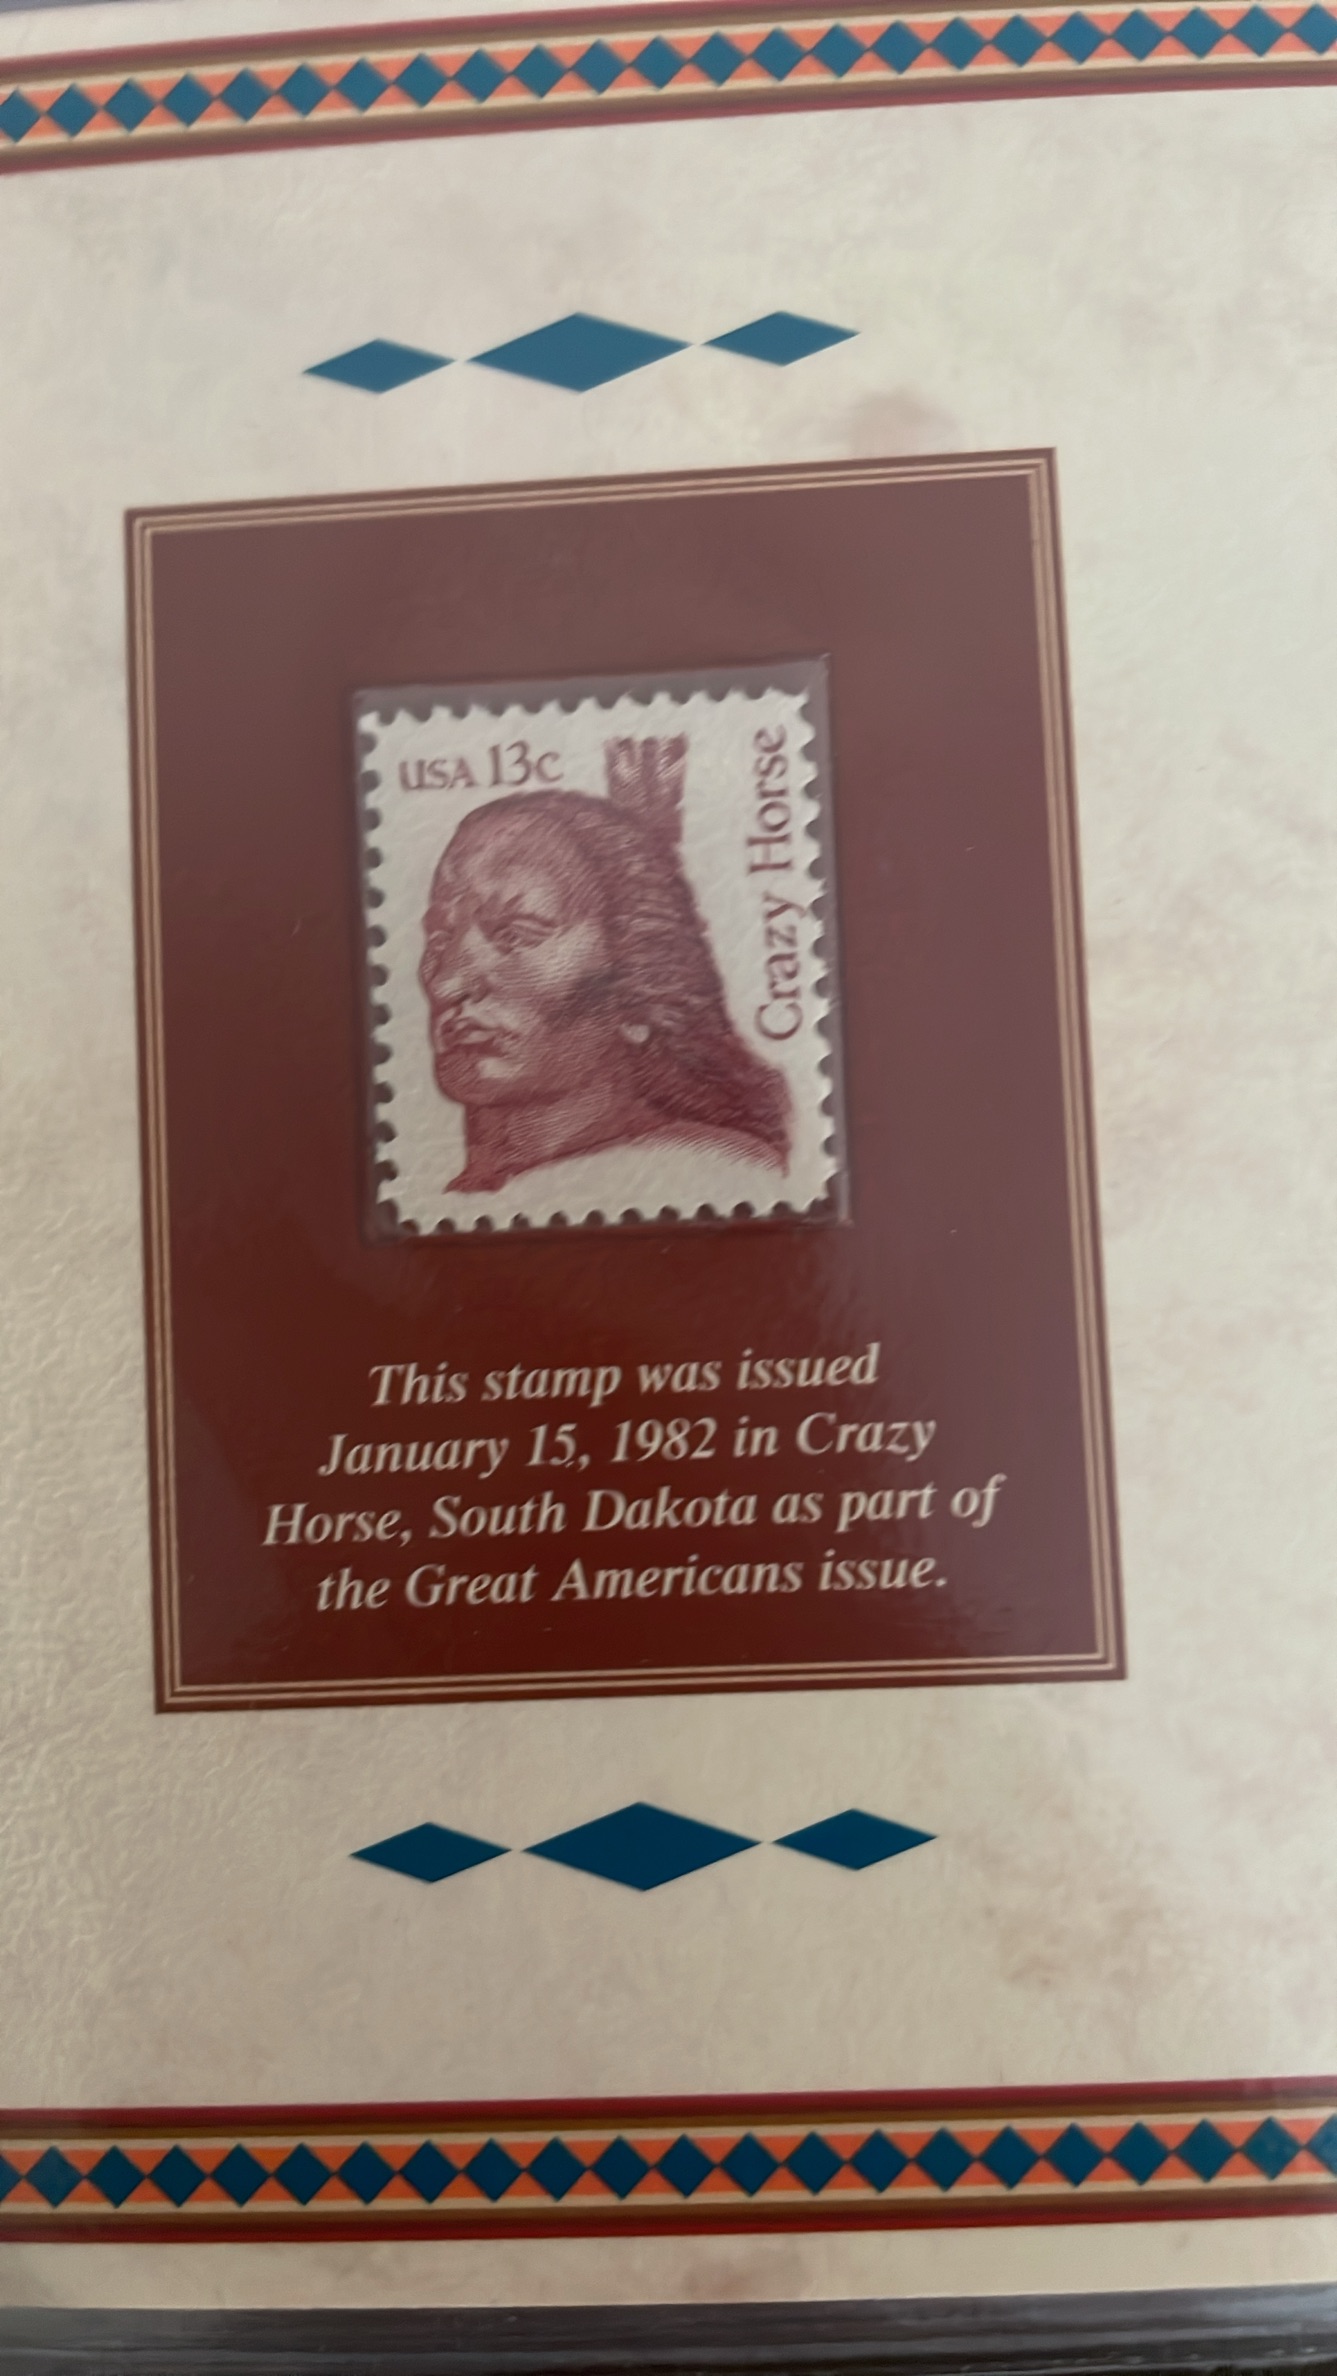 USA 13c
Crazy Horse
This stamp was issued
January 15, 1982 in Crazy
Horse, South Dakota as part of
the Great Americans issue.